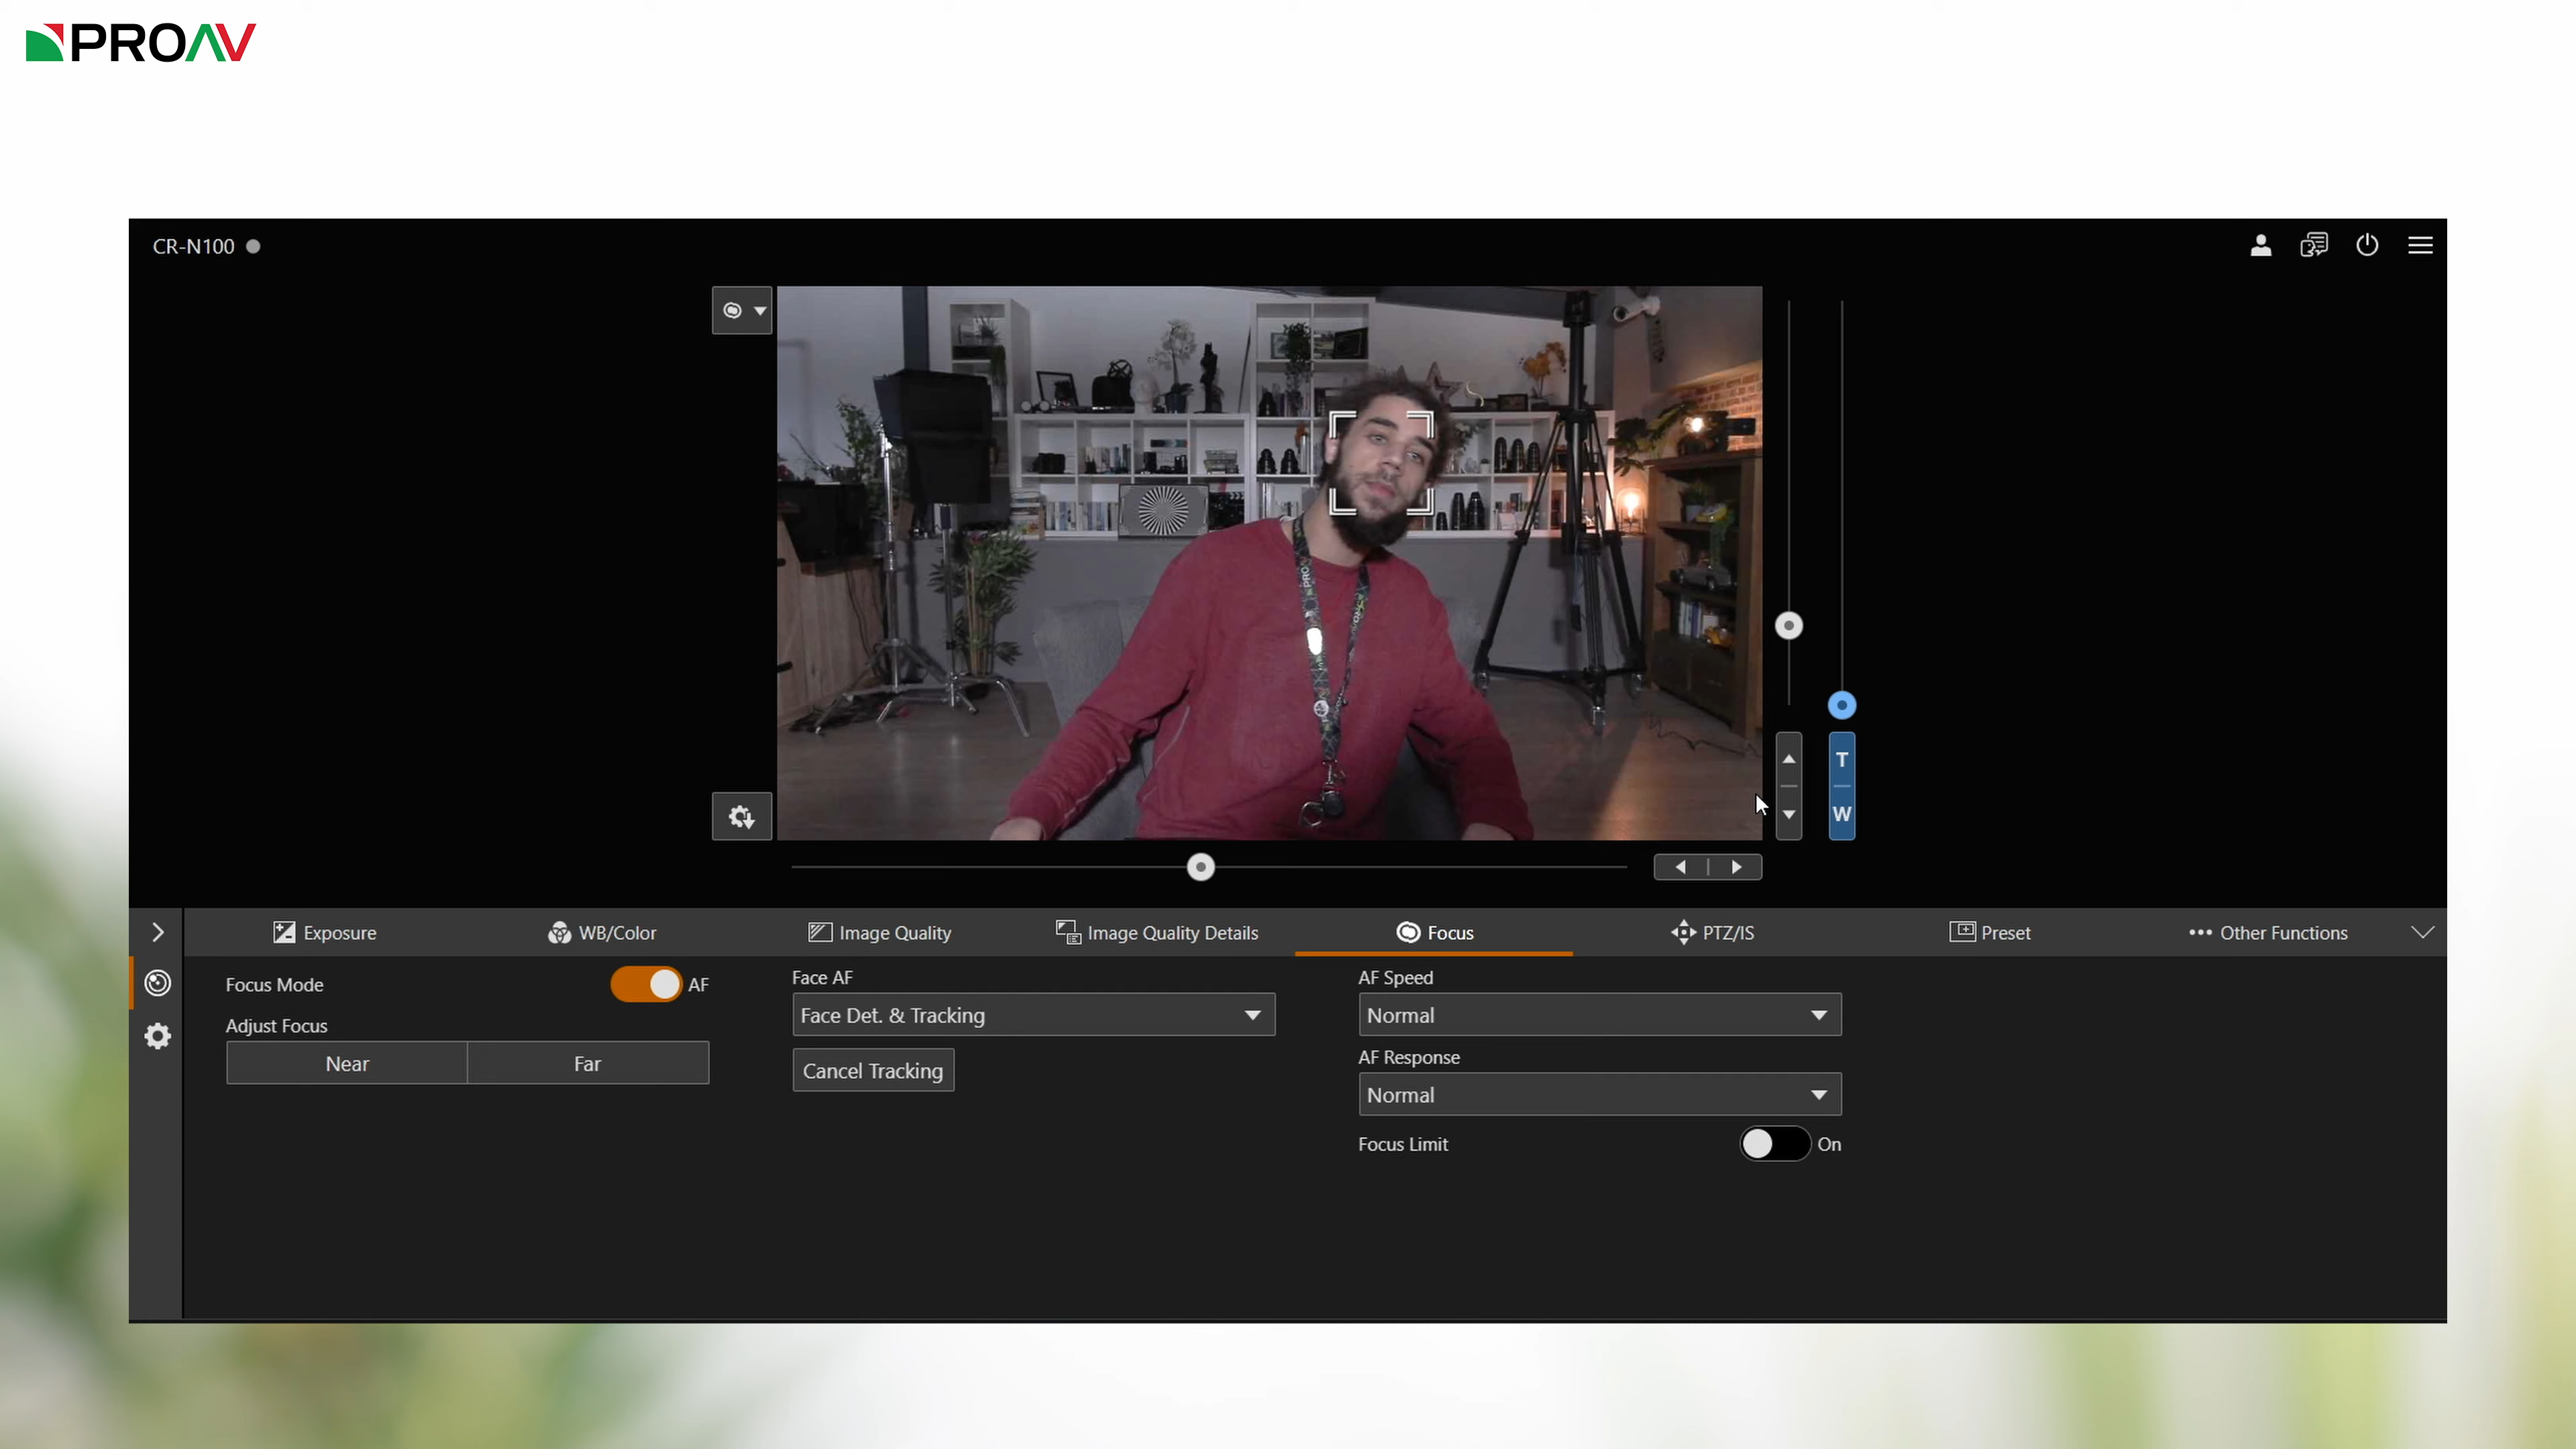 PROAV
CR-N100
PRO
T
W
Exposure
WB/Color
Image Quality
Image Quality Details
Focus
PTZ/IS
Preset
Other Functions
Focus Mode
AF
Adjust Focus
Near
Far
Face AF
Face Det. & Tracking
Cancel Tracking
AF Speed
Normal
AF Response
Normal
Focus Limit
On